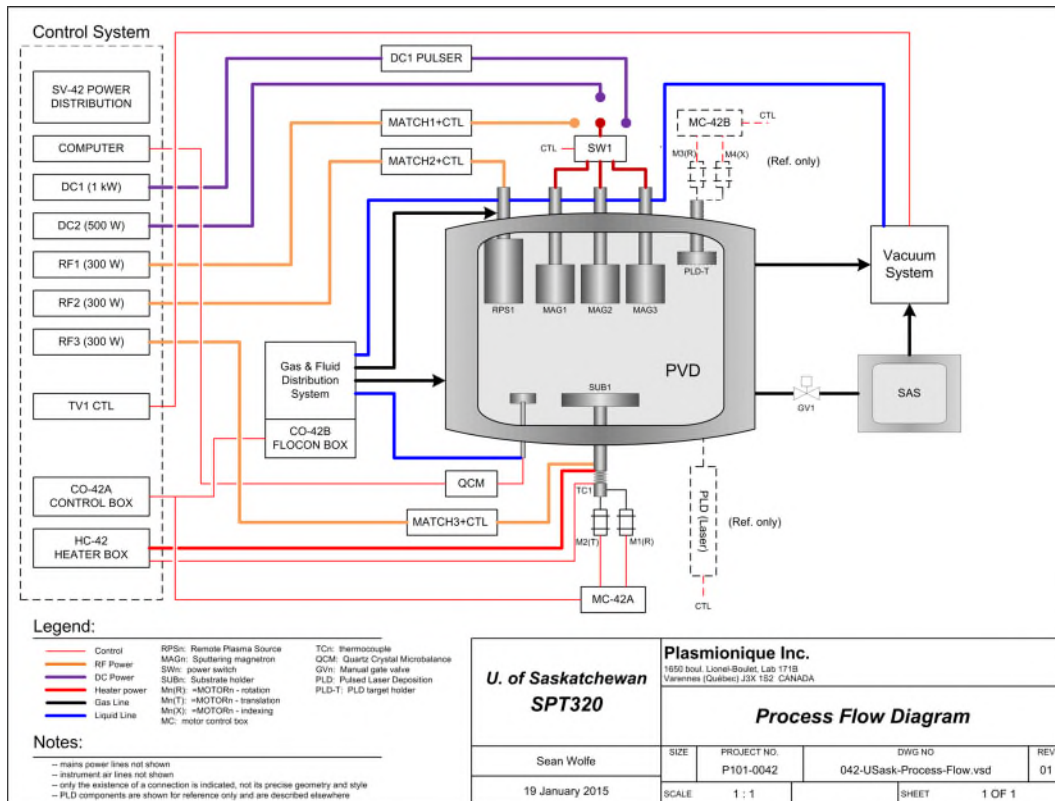 Control System
SV-42 POWER
DISTRIBUTION
COMPUTER
DC1 (1 kW)
DC2 (500 W)
RF1 (300 W)
RF2 (300 W)
RF3 (300 W)
TV1 CTL
CO-42A
CONTROL BOX
HC-42
HEATER BOX
DC1 PULSER
MATCH1+CTL
MATCH2+CTL
CTL
SW1
MC-42B
CTL
M3(R)
M4(X)
(Ref. only)
Vacuum
System
RPS1
MAG1
MAG2
MAG3
PLD-T
Gas & Fluid
Distribution
System
CO-42B
FLOCON BOX
SUB1
PVD
GV1
SAS
QCM
TC1
MATCH3+CTL
M2(T)
M1(R)
MC-42A
PLD (Laser)
(Ref. only)
CTL
Legend:
Control
RF Power
DC Power
Heater power
Gas Line
Liquid Line
RPSn: Remote Plasma Source
MAGn: Sputtering magnetron
SWn: power switch
SUBn: Substrate holder
Mn(R): =MOTORn - rotation
Mn(T): =MOTORn - translation
Mn(X): =MOTORn - indexing
MC: motor control box
TCn: thermocouple
QCM: Quartz Crystal Microbalance
GVn: Manual gate valve
PLD: Pulsed Laser Deposition
PLD-T: PLD target holder
Notes:
-- mains power lines not shown
-- instrument air lines not shown
-- only the existence of a connection is indicated, not its precise geometry and style
-- PLD components are shown for reference only and are described elsewhere
U. of Saskatchewan
SPT320
Sean Wolfe
19 January 2015
Plasmionique Inc.
1650 boul. Lionel-Boulet, Lab 171B
Varennes (Québec) J3X 1S2 CANADA
Process Flow Diagram
SIZE
PROJECT NO.
DWG NO
REV
P101-0042
042-USask-Process-Flow.vsd
01
SCALE
1 : 1
SHEET
1 OF 1